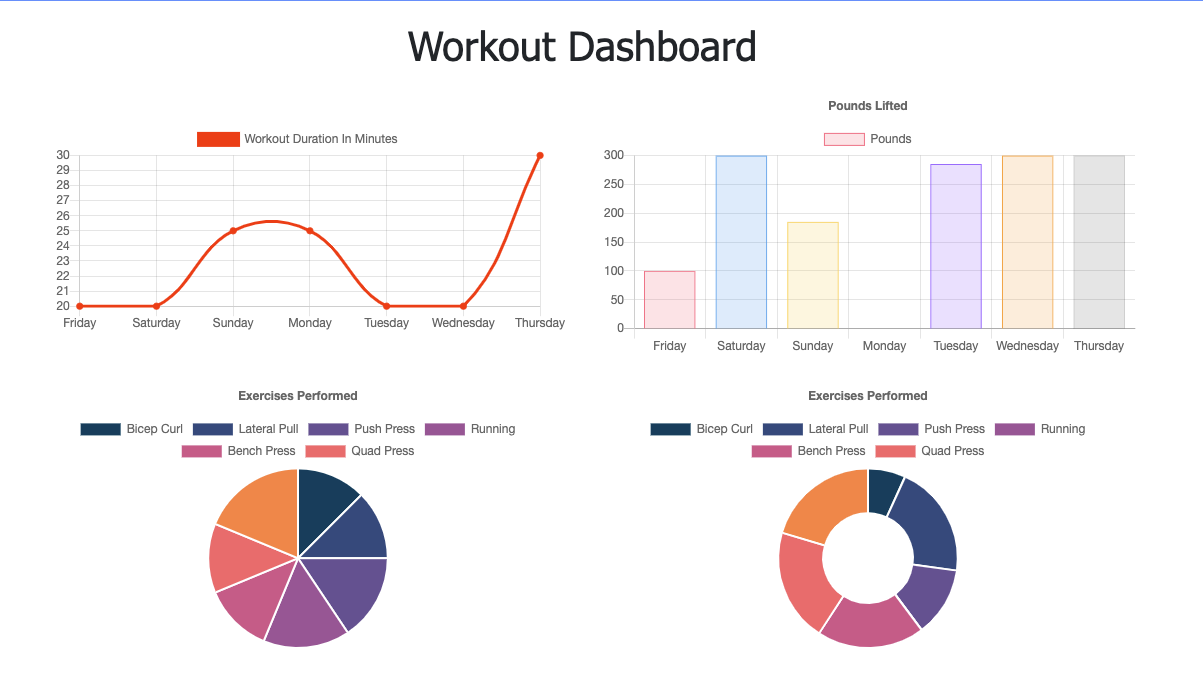 Workout Dashboard
Workout Duration In Minutes
30
29
28
27
26
25
24
23
22
21
20
Friday Saturday Sunday Monday Tuesday Wednesday Thursday
Pounds Lifted
Pounds
300
250
200
150
100
50
0
Friday Saturday Sunday Monday Tuesday Wednesday Thursday
Exercises Performed
Bicep Curl Lateral Pull Push Press Running
Bench Press Quad Press
Exercises Performed
Bicep Curl Lateral Pull Push Press Running
Bench Press Quad Press